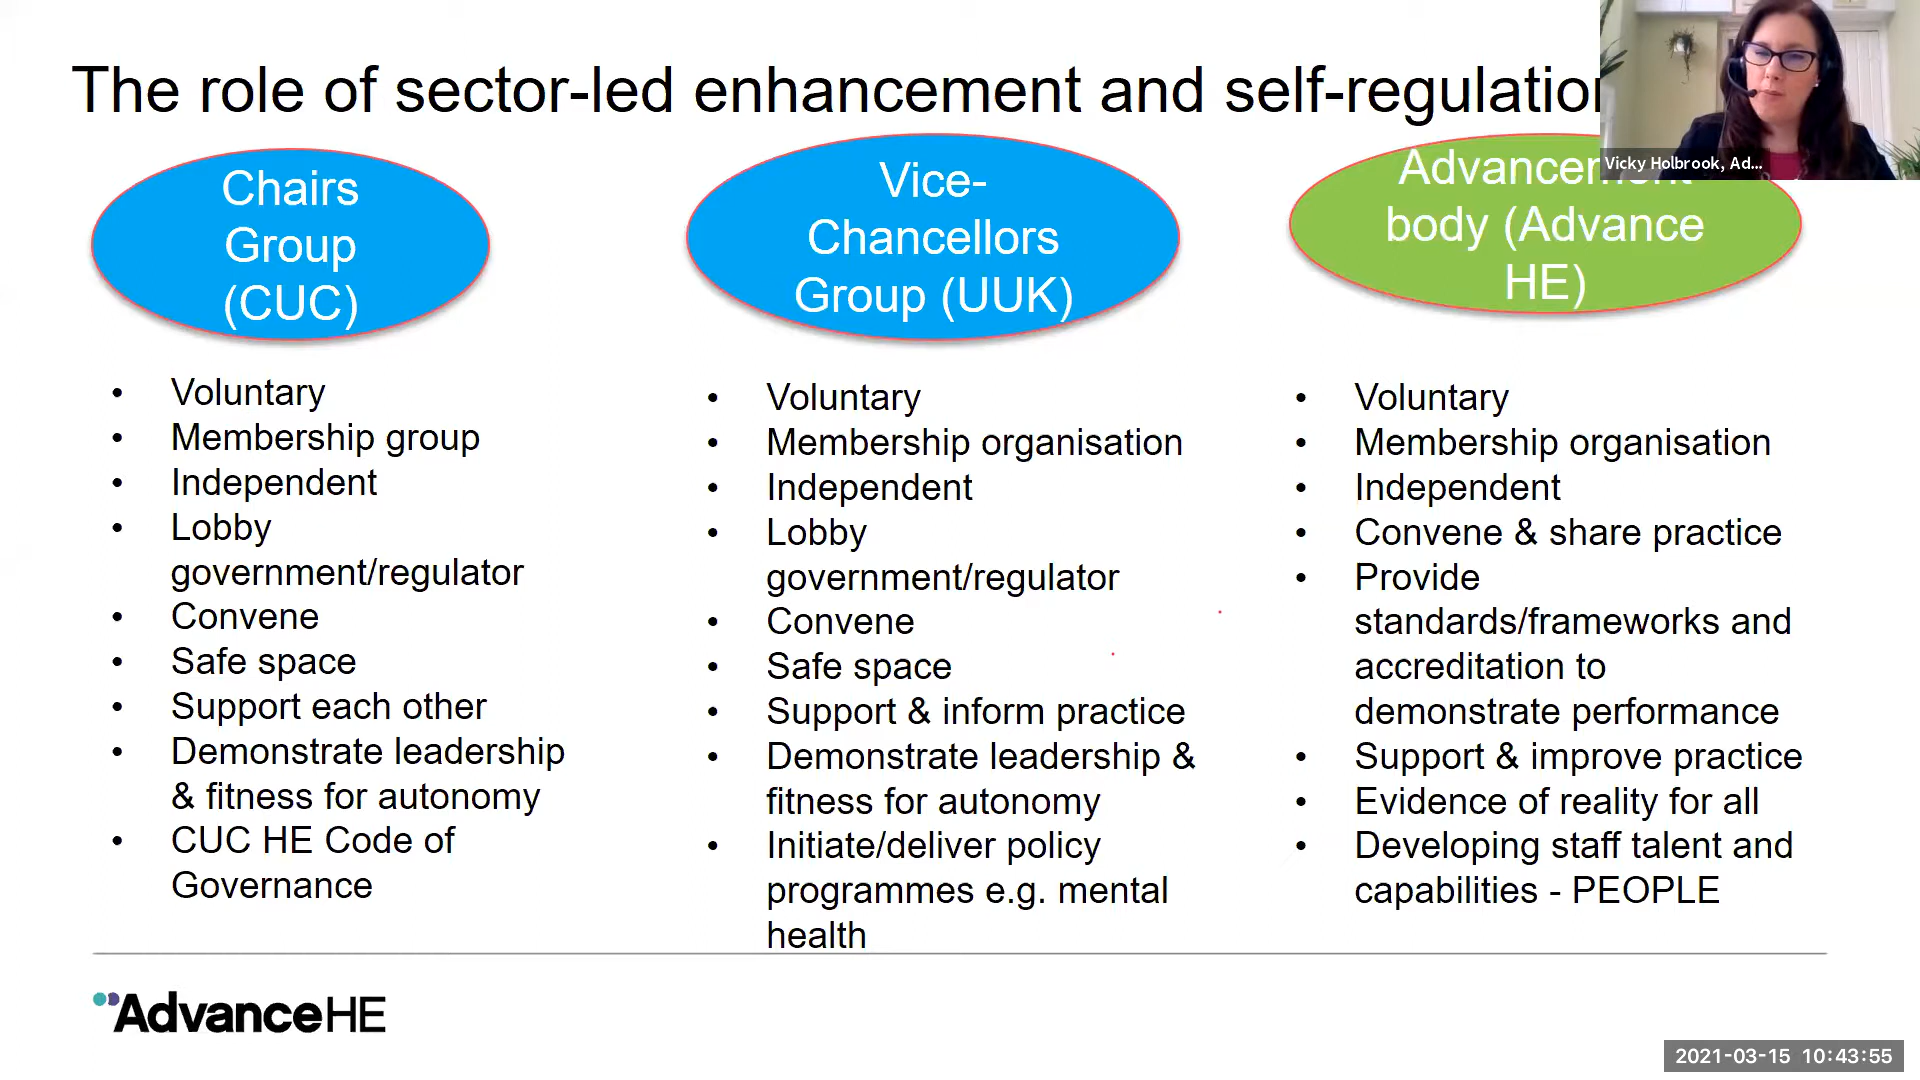 The role of sector-led enhancement and self-regulation
Vicky Holbrook, Ad...
Chairs
Group
(CUC)
Vice-
Chancellors
Group (UUK)
Advancement
body (Advance
HE)
• Voluntary
• Membership group
• Independent
• Lobby
government/regulator
• Convene
• Safe space
• Support each other
• Demonstrate leadership
& fitness for autonomy
• CUC HE Code of
Governance
• Voluntary
• Membership organisation
• Independent
• Lobby
government/regulator
• Convene
• Safe space
• Support & inform practice
• Demonstrate leadership &
fitness for autonomy
• Initiate/deliver policy
programmes e.g. mental
health
• Voluntary
• Membership organisation
• Independent
• Convene & share practice
• Provide
standards/frameworks and
accreditation to
demonstrate performance
• Support & improve practice
• Evidence of reality for all
• Developing staff talent and
capabilities - PEOPLE
AdvanceHE
2021-03-15 10:43:55